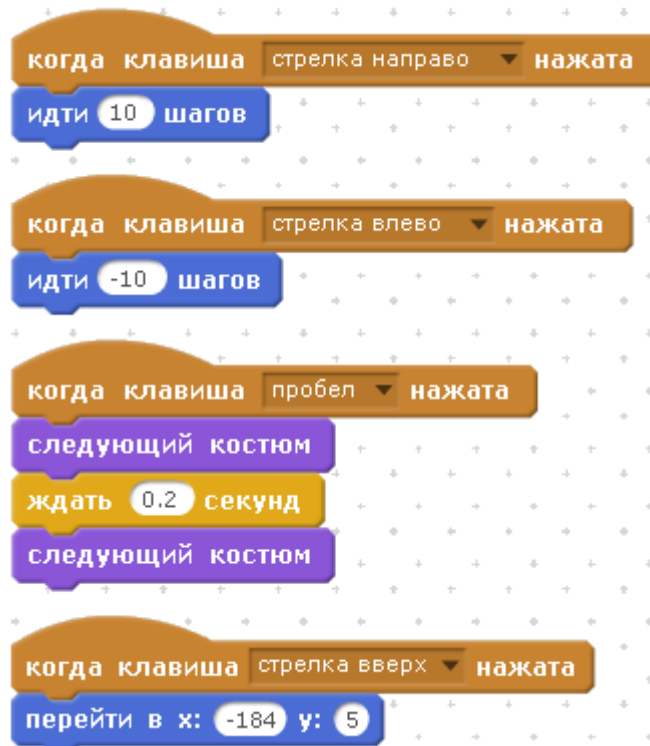 когда клавиша стрелка направо нажата
идти 10 шагов
когда клавиша стрелка влево нажата
идти -10 шагов
когда клавиша пробел нажата
следующий костюм
ждать 0.2 секунд
следующий костюм
когда клавиша стрелка вверх нажата
перейти в x: -184 y: 5